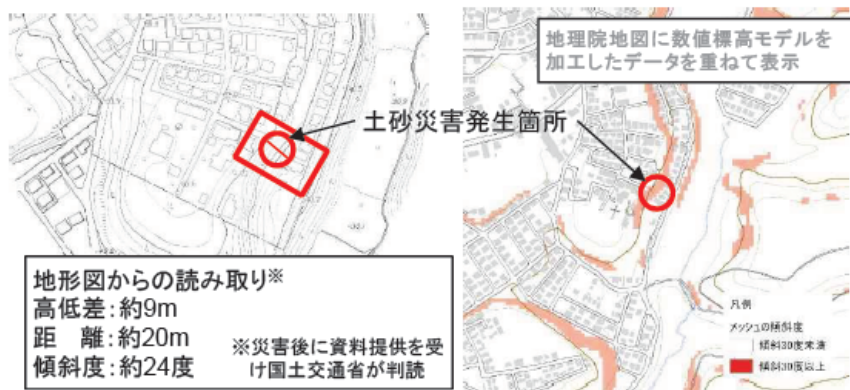 地理院地図に数値標高モデルを
加工したデータを重ねて表示
土砂災害発生箇所
地形図からの読み取り※
高低差：約9m
距　離：約20m
傾斜度：約24度
※災害後に資料提供を受
け国土交通省が判読
凡例
メッシュの傾斜度
傾斜30度未満
傾斜30度以上